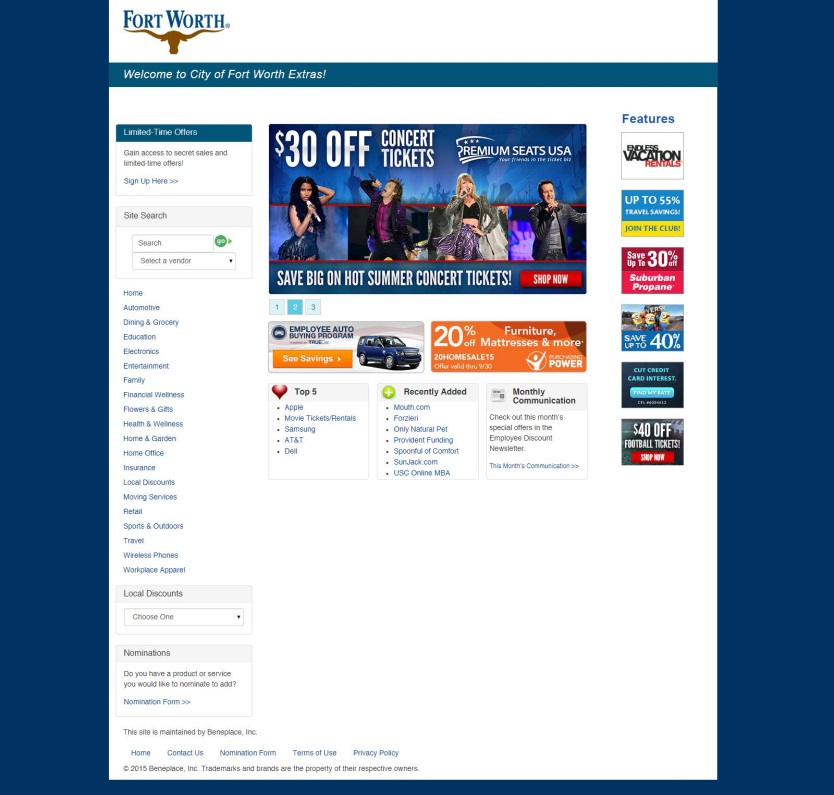 FORT WORTH®
Welcome to City of Fort Worth Extras!
Limited-Time Offers
Gain access to secret sales and
limited-time offers!
Sign Up Here >>
Site Search
Search
go
Select a vendor
Home
Automotive
Dining & Grocery
Education
Electronics
Entertainment
Family
Financial Wellness
Flowers & Gifts
Health & Wellness
Home & Garden
Home Office
Insurance
Local Discounts
Moving Services
Retail
Sports & Outdoors
Travel
Wireless Phones
Workplace Apparel
Local Discounts
Choose One
Nominations
Do you have a product or service
you would like to nominate to add?
Nomination Form >>
$30 OFF CONCERT TICKETS
PREMIUM SEATS USA
Your friends in the ticket biz
SAVE BIG ON HOT SUMMER CONCERT TICKETS!
SHOP NOW
1 2 3
EMPLOYEE AUTO
BUYING PROGRAM
See Savings ›
20% off Furniture,
Mattresses & more*
20HOMESALE15
Offer valid thru 9/30
PURCHASING
POWER
Top 5
Apple
Movie Tickets/Rentals
Samsung
AT&T
Dell
Recently Added
Mouth.com
Forzieri
Only Natural Pet
Provident Funding
Spoonful of Comfort
SunJack.com
USC Online MBA
Monthly
Communication
Check out this month's
special offers in the
Employee Discount
Newsletter.
This Month's Communication >>
Features
ENDLESS
VACATION
RENTALS
UP TO 55%
TRAVEL SAVINGS!
JOIN THE CLUB!
Save
Up To 30% off
Suburban
Propane
SAVE
UP TO 40%
CUT CREDIT
CARD INTEREST.
FIND MY RATE
$40 OFF
FOOTBALL TICKETS!
SHOP NOW
This site is maintained by Beneplace, Inc.
Home Contact Us Nomination Form Terms of Use Privacy Policy
© 2015 Beneplace, Inc. Trademarks and brands are the property of their respective owners.